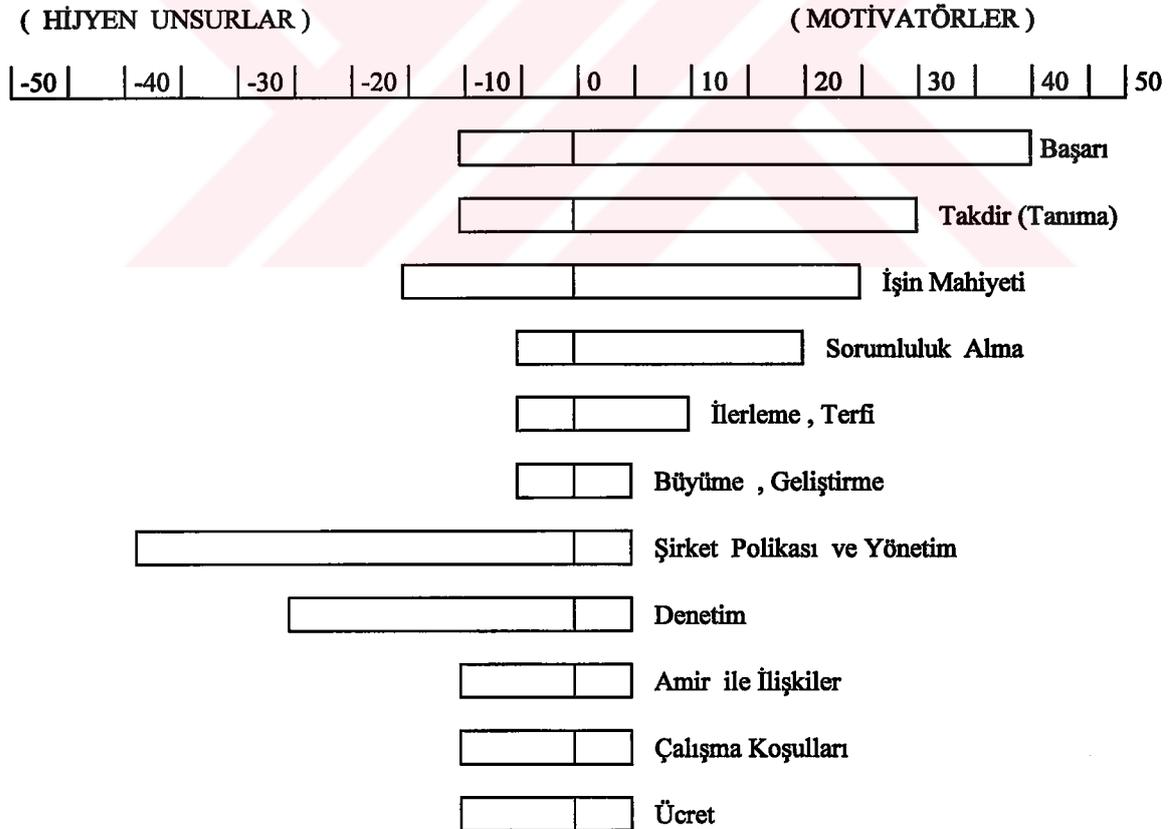 ( HİJYEN UNSURLAR ) ( MOTİVATÖRLER )
-50 -40 -30 -20 -10 0 10 20 30 40 50
Başarı
Takdir (Tanıma)
İşin Mahiyeti
Sorumluluk Alma
İlerleme , Terfi
Büyüme , Geliştirme
Şirket Polikası ve Yönetim
Denetim
Amir ile İlişkiler
Çalışma Koşulları
Ücret